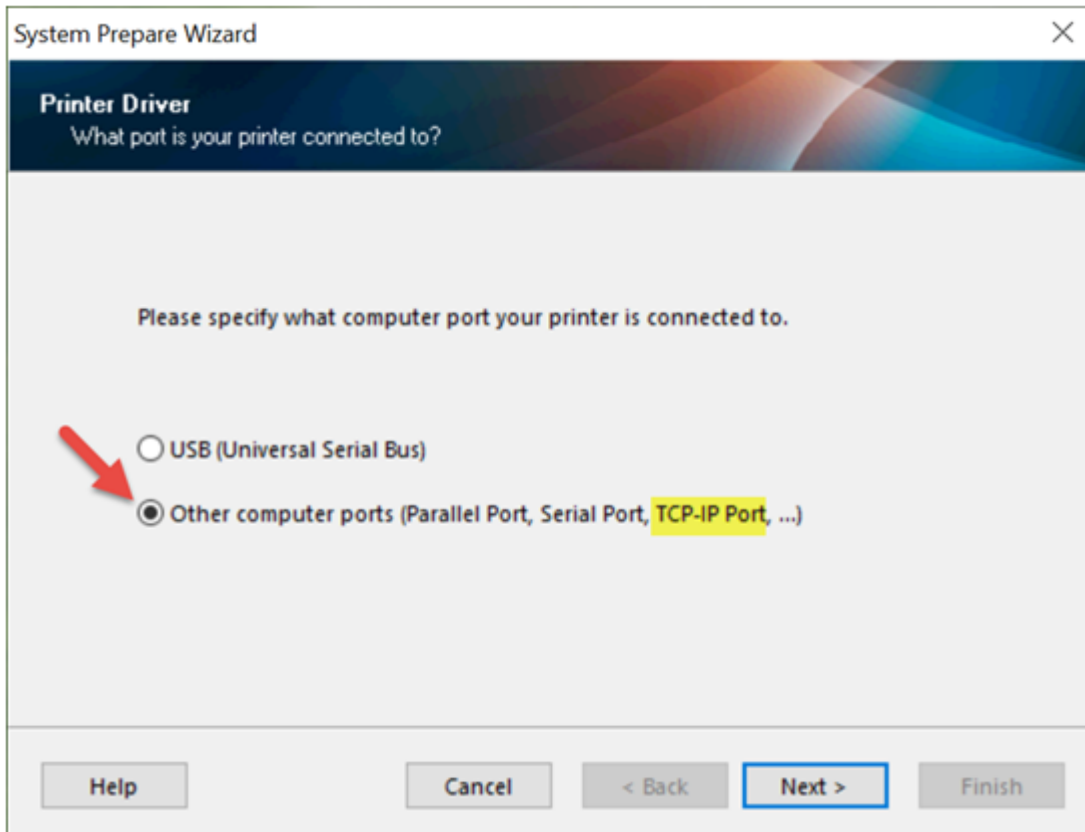 System Prepare Wizard
Printer Driver
What port is your printer connected to?
Please specify what computer port your printer is connected to.
USB (Universal Serial Bus)
Other computer ports (Parallel Port, Serial Port, TCP-IP Port, ...)
Help Cancel < Back Next > Finish